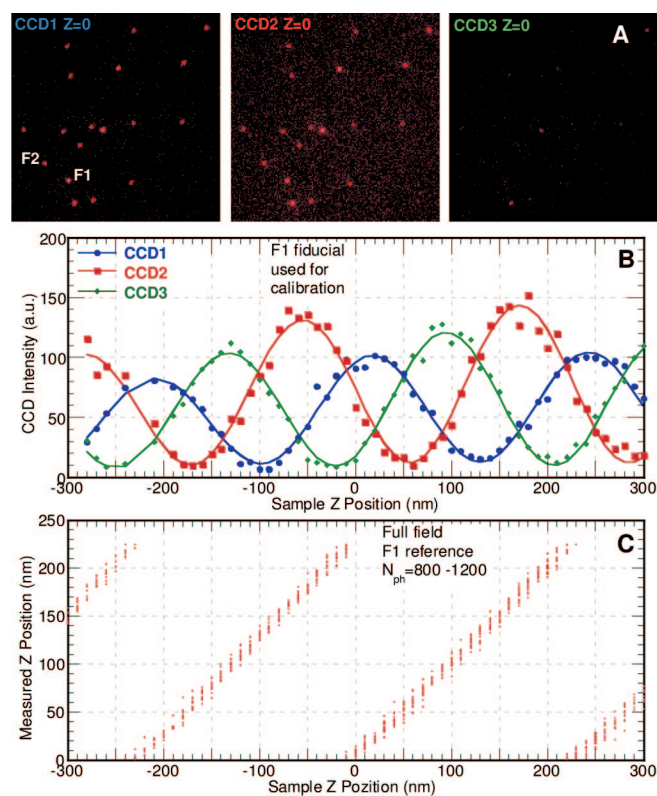 CCD1 Z=0
CCD2 Z=0
CCD3 Z=0
A
F2
F1
200
150
100
50
0
CCD Intensity (a.u.)
CCD1
CCD2
CCD3
F1 fiducial
used for
calibration
B
-300
-200
-100
0
100
200
300
Sample Z Position (nm)
250
200
150
100
50
0
Measured Z Position (nm)
Full field
F1 reference
Nph=800 -1200
C
-300
-200
-100
0
100
200
300
Sample Z Pozition (nm)